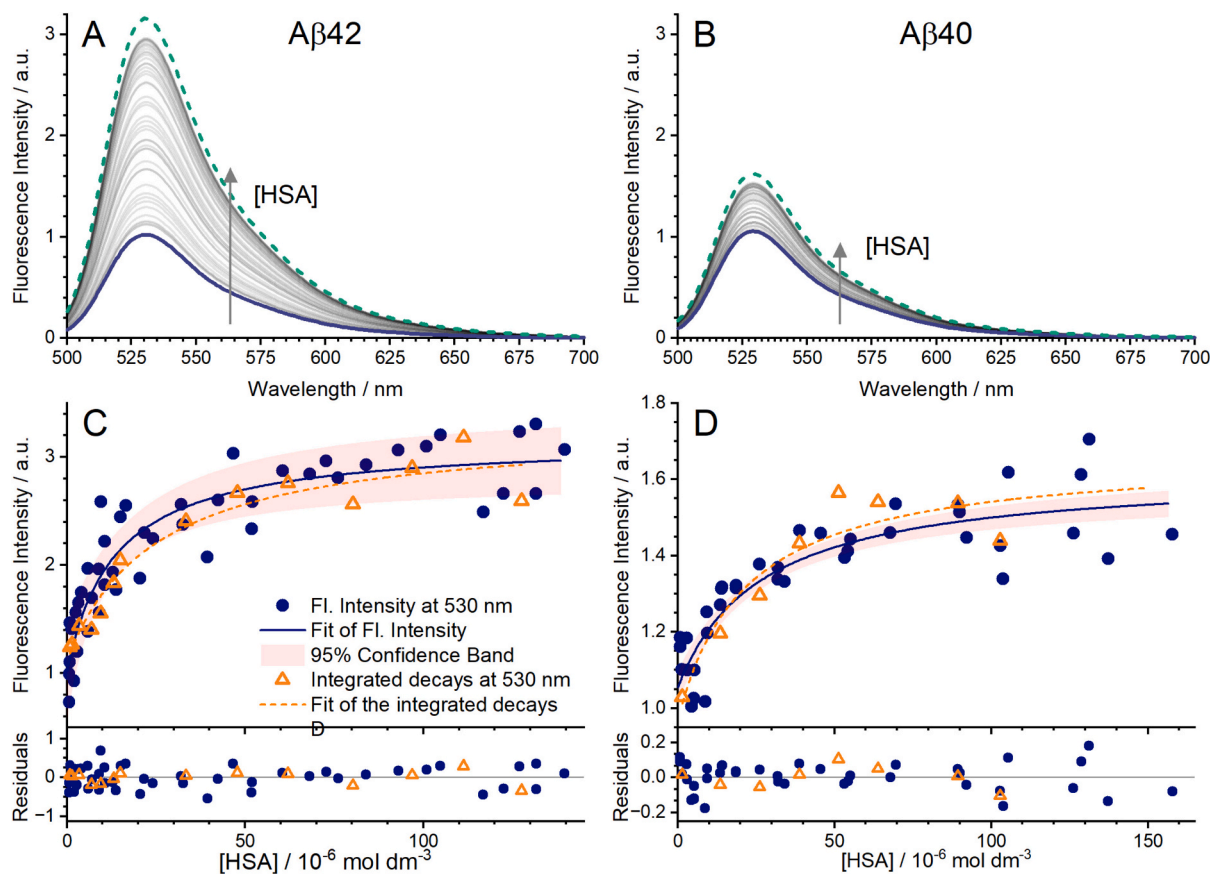 A
Aβ42
Fluorescence Intensity / a.u.
3
2
1
0
[HSA]
500 525 550 575 600 625 650 675 700
Wavelength / nm
B
Aβ40
Fluorescence Intensity / a.u.
3
2
1
0
[HSA]
500 525 550 575 600 625 650 675 700
Wavelength / nm
C
Fluorescence Intensity / a.u.
3
2
1
Fl. Intensity at 530 nm
Fit of Fl. Intensity
95% Confidence Band
Integrated decays at 530 nm
Fit of the integrated decays
D
Residuals
1
0
−1
0 50 100
[HSA] / 10⁻⁶ mol dm⁻³
D
Fluorescence Intensity / a.u.
1.8
1.6
1.4
1.2
1.0
Residuals
0.2
0.0
−0.2
0 50 100 150
[HSA] / 10⁻⁶ mol dm⁻³